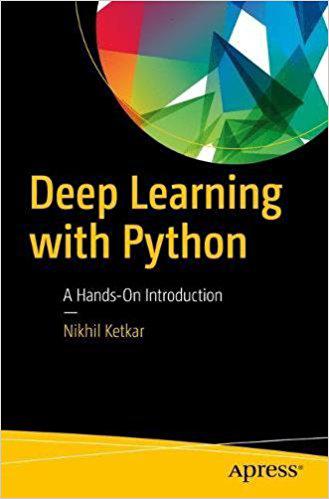 Deep Learning
with Python
A Hands-On Introduction
—
Nikhil Ketkar
Apress®